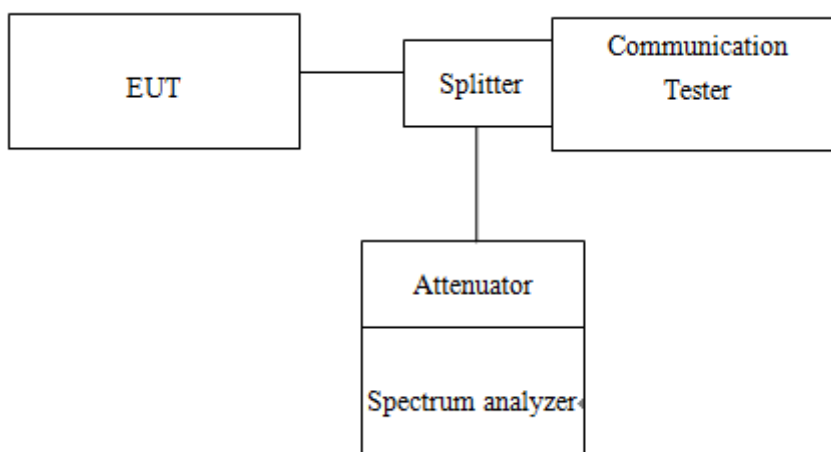 EUT
Splitter
Communication
Tester
Attenuator
Spectrum analyzer